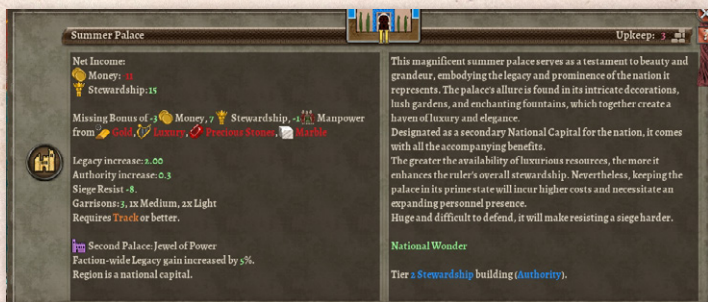 Summer Palace
Upkeep: 3
Net Income:
Money: -11
Stewardship:15
Missing Bonus of -3 Money, 7 Stewardship, -1 Manpower
from Gold, Luxury, Precious Stones, Marble
Legacy increase: 2.00
Authority increase: 0.3
Siege Resist -8.
Garrisons: 3, 1x Medium, 2x Light
Requires Track or better.
Second Palace: Jewel of Power
Faction-wide Legacy gain increased by 5%.
Region is a national capital.
This magnificent summer palace serves as a testament to beauty and
grandeur, embodying the legacy and prominence of the nation it
represents. The palace's allure is found in its intricate decorations,
lush gardens, and enchanting fountains, which together create a
haven of luxury and elegance.
Designated as a secondary National Capital for the nation, it comes
with all the accompanying benefits.
The greater the availability of luxurious resources, the more it
enhances the ruler's overall stewardship. Nevertheless, keeping the
palace in its prime state will incur higher costs and necessitate an
expanding personnel presence.
Huge and difficult to defend, it will make resisting a siege harder.
National Wonder
Tier 2 Stewardship building (Authority).